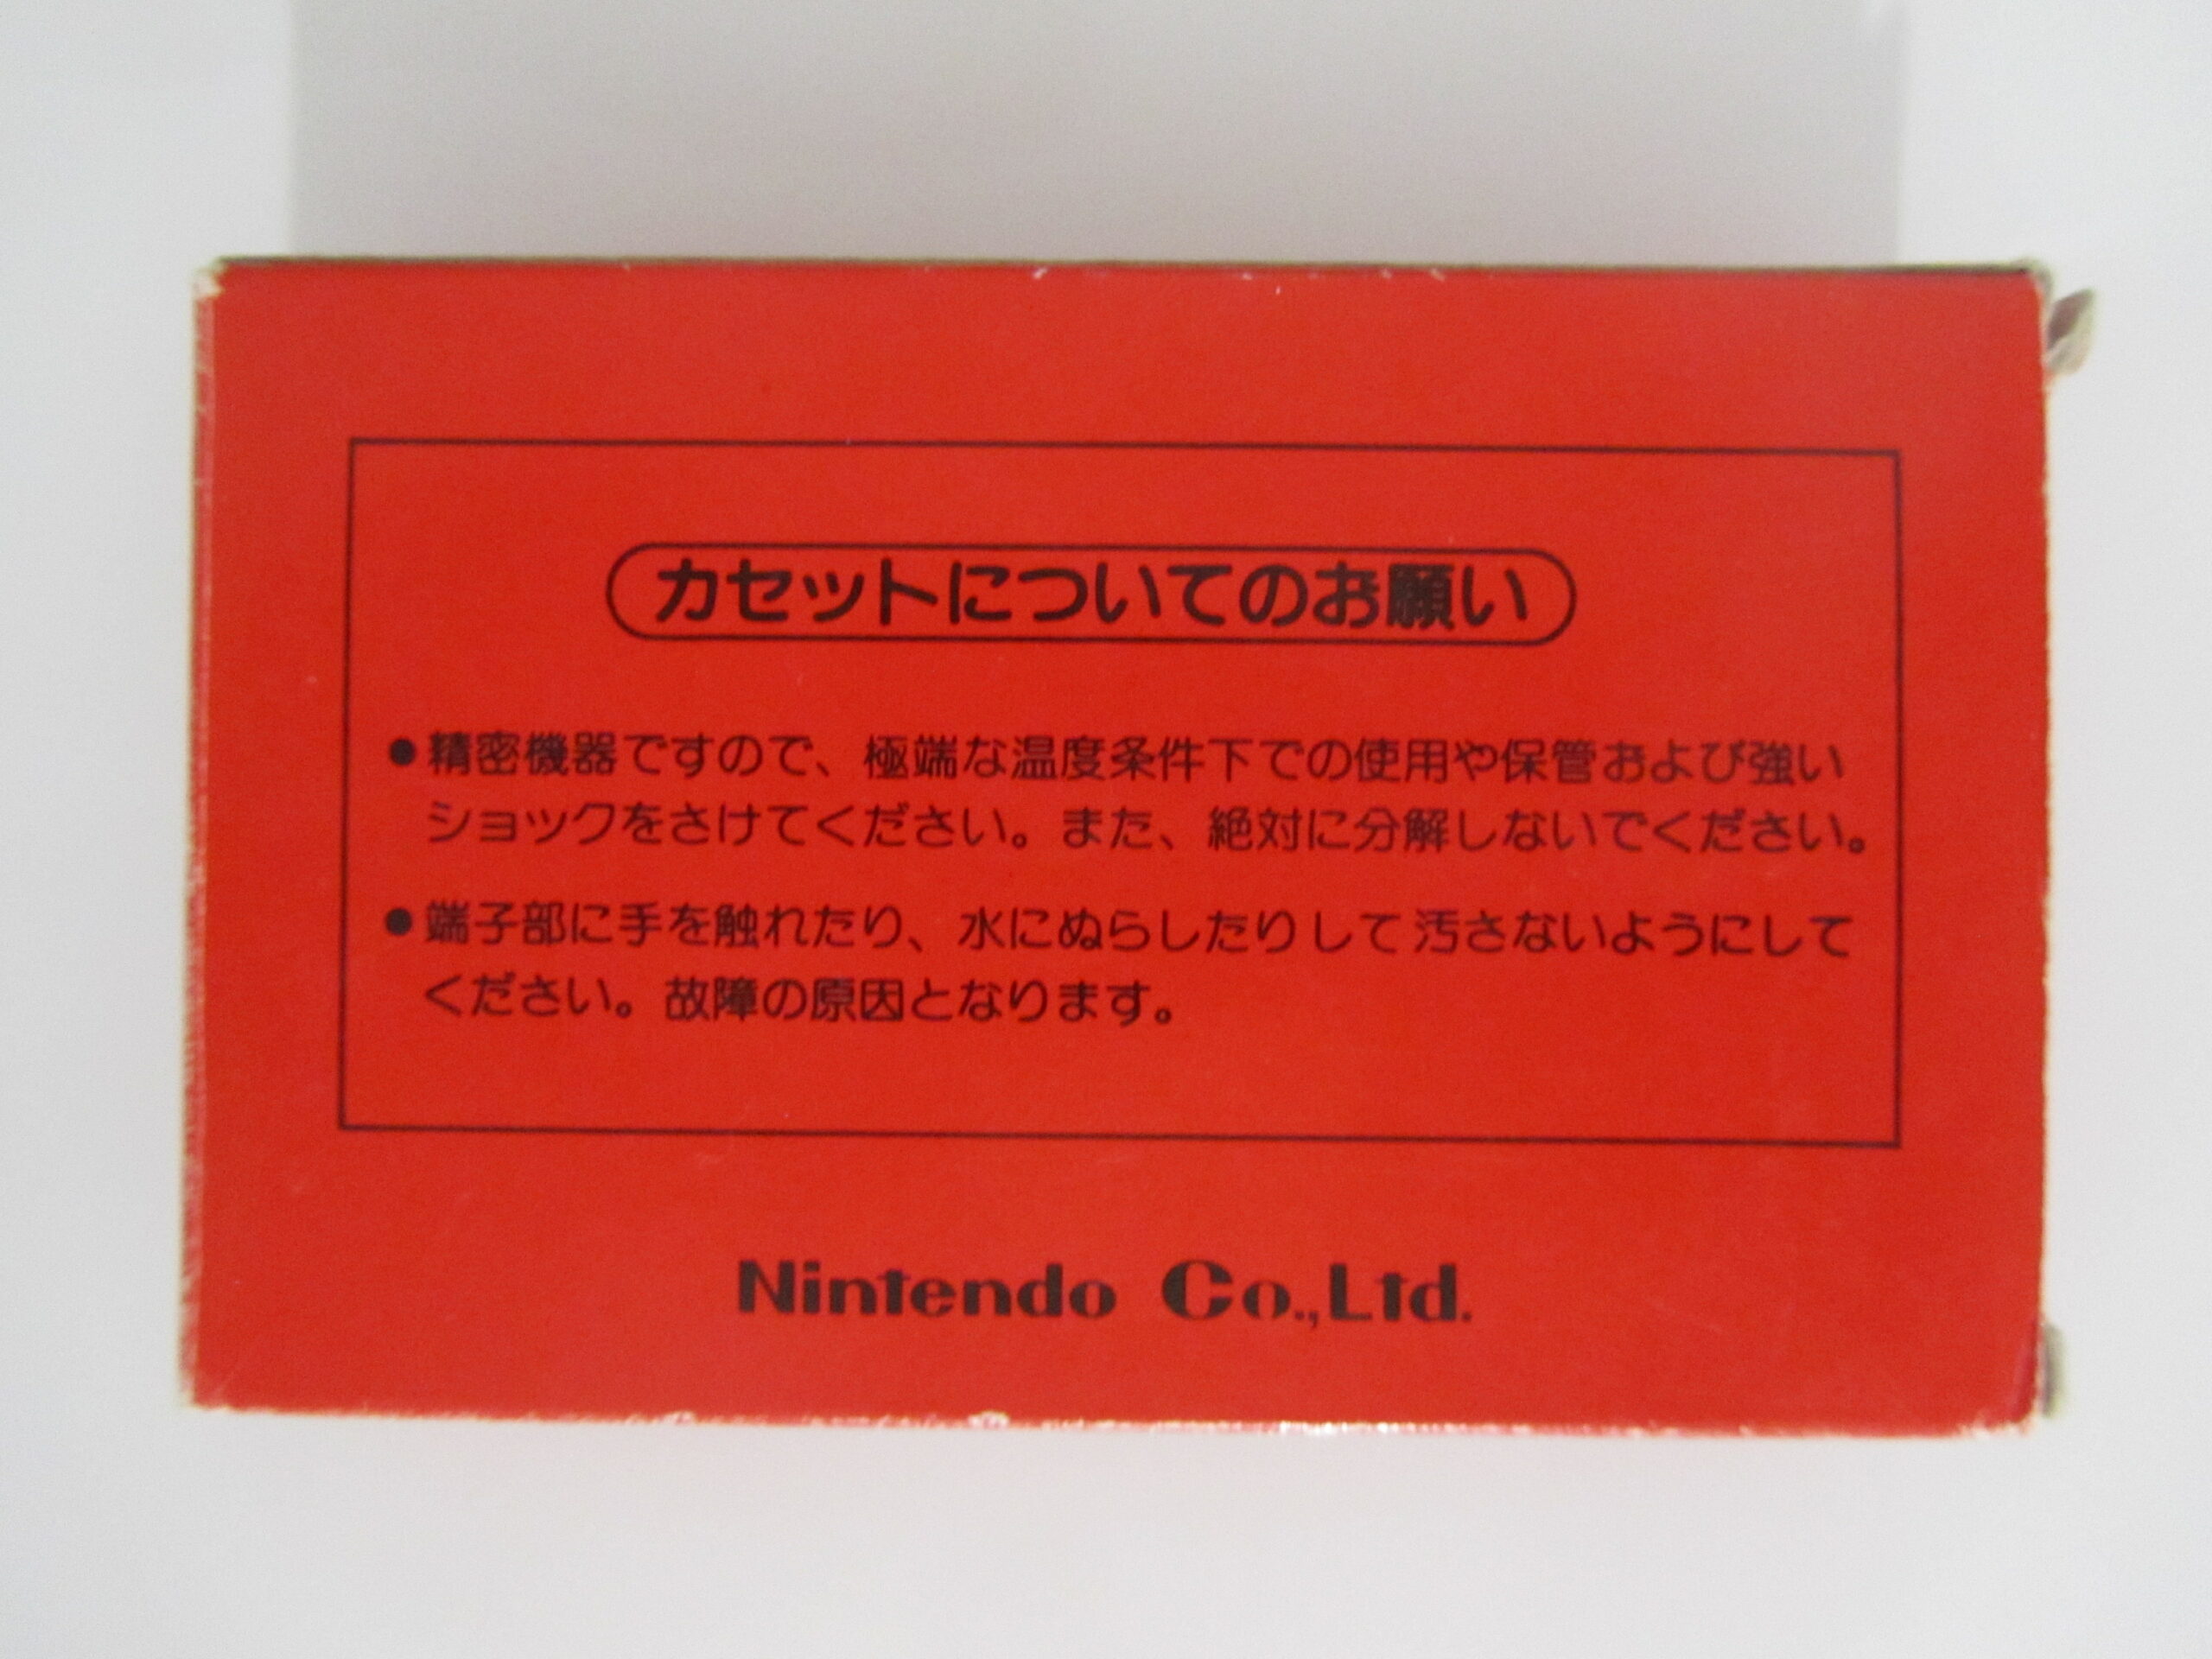 カセットについてのお願い
●精密機器ですので、極端な温度条件下での使用や保管および強い
ショックをさけてください。また、絶対に分解しないでください。
●端子部に手を触れたり、水にぬらしたりして汚さないようにして
ください。故障の原因となります。
Nintendo Co.,Ltd.